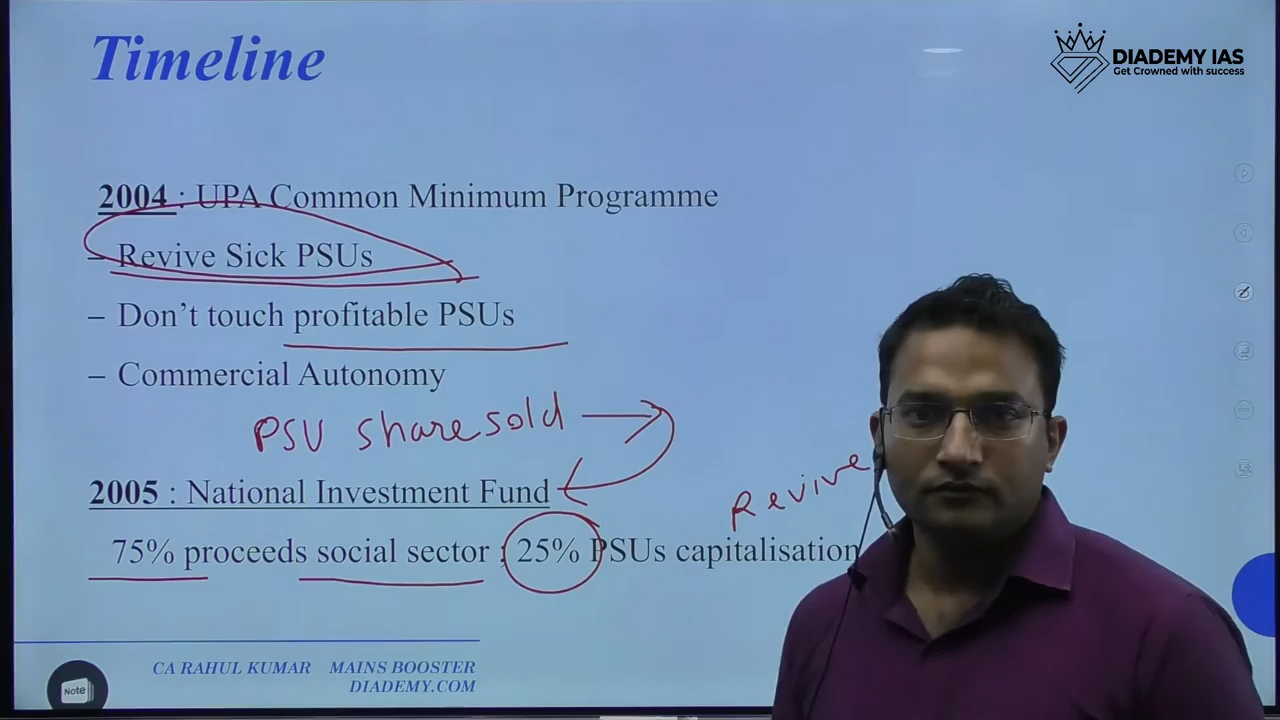 Timeline
DIADEMY IAS
Get Crowned with success
2004 : UPA Common Minimum Programme
– Revive Sick PSUs
– Don’t touch profitable PSUs
– Commercial Autonomy
PSU share sold
2005 : National Investment Fund
Revive
75% proceeds social sector ; 25% PSUs capitalisation
CA RAHUL KUMAR MAINS BOOSTER
DIADEMY.COM
Note